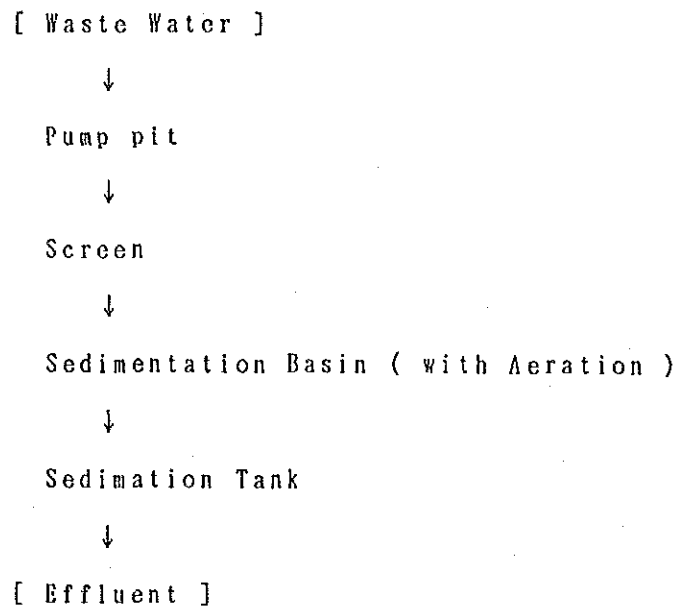 [ Waste Water ]
↓
Pump pit
↓
Screen
↓
Sedimentation Basin ( with Aeration )
↓
Sedimation Tank
↓
[ Effluent ]